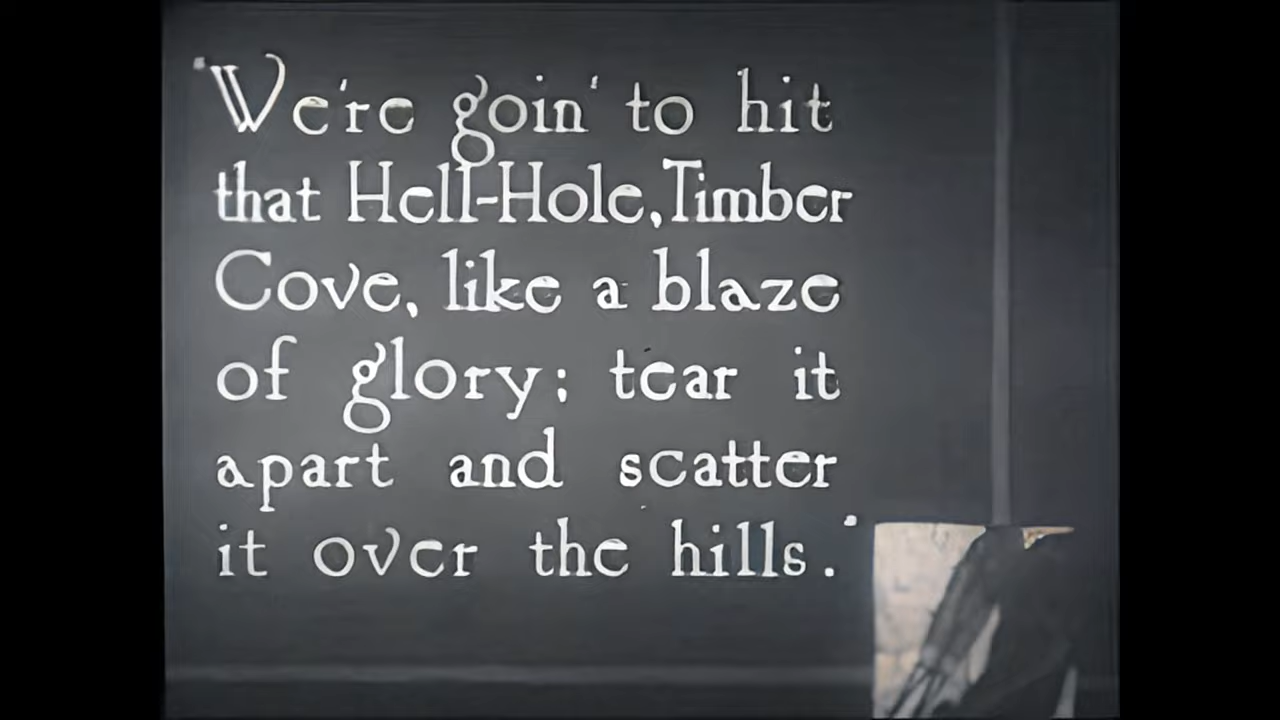 "We're goin' to hit
that Hell-Hole, Timber
Cove, like a blaze
of glory; tear it
apart and scatter
it over the hills."